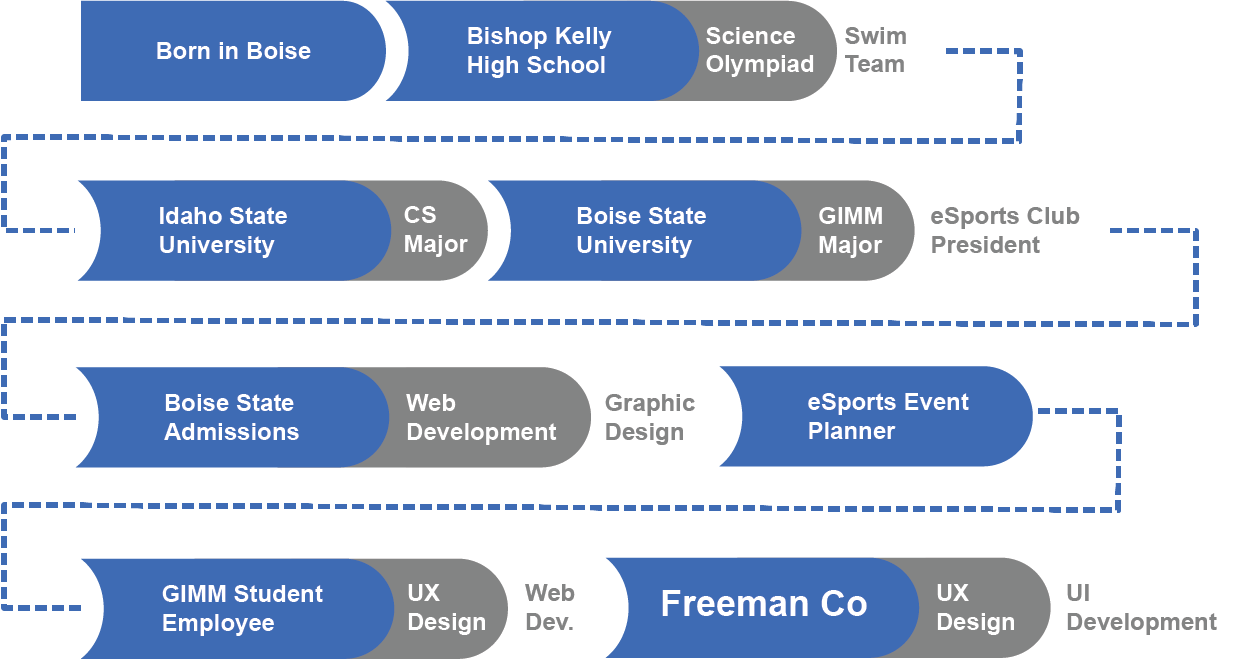 Born in Boise
Bishop Kelly
High School
Science
Olympiad
Swim
Team
Idaho State
University
CS
Major
Boise State
University
GIMM
Major
eSports Club
President
Boise State
Admissions
Web
Development
Graphic
Design
eSports Event
Planner
GIMM Student
Employee
UX
Design
Web
Dev.
Freeman Co
UX
Design
UI
Development